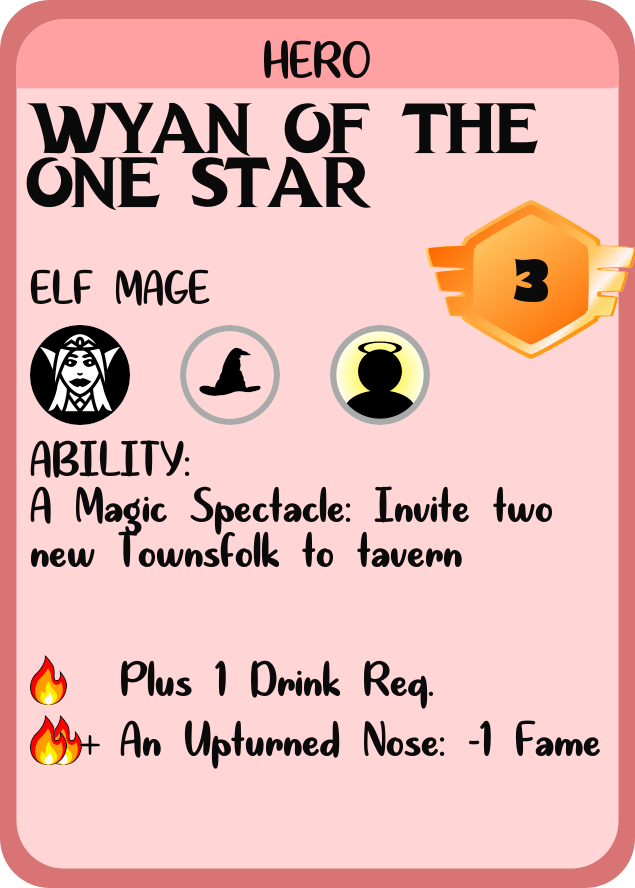 HERO
WYAN OF THE
ONE STAR
3
ELF MAGE
ABILITY:
A Magic Spectacle: Invite two
new Townsfolk to tavern
Plus 1 Drink Req.
+ An Upturned Nose: -1 Fame